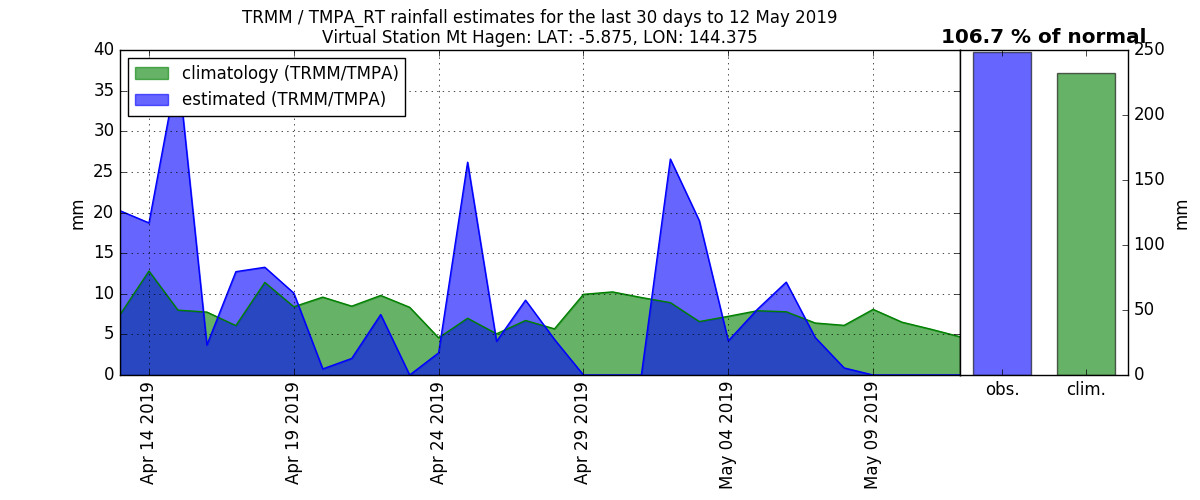 TRMM / TMPA_RT rainfall estimates for the last 30 days to 12 May 2019
Virtual Station Mt Hagen: LAT: -5.875, LON: 144.375
106.7 % of normal
climatology (TRMM/TMPA)
estimated (TRMM/TMPA)
mm
40
35
30
25
20
15
10
5
0
Apr 14 2019
Apr 19 2019
Apr 24 2019
Apr 29 2019
May 04 2019
May 09 2019
obs.
clim.
250
200
150
100
50
0
mm